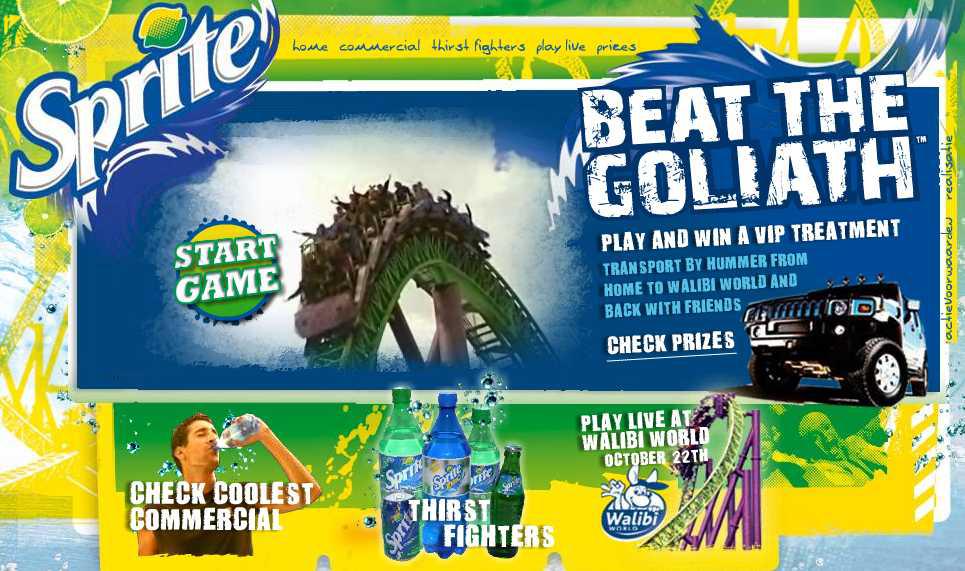 Sprite
home commercial thirst fighters play live prizes
BEAT THE
GOLIATH™
START
GAME
PLAY AND WIN A VIP TREATMENT
TRANSPORT BY HUMMER FROM
HOME TO WALIBI WORLD AND
BACK WITH FRIENDS
CHECK PRIZES
actievoorwaarden realisatie
CHECK COOLEST
COMMERCIAL
Sprite
Sprite
Sprite
Sprite
THIRST
FIGHTERS
PLAY LIVE AT
WALIBI WORLD
OCTOBER 22TH
Walibi
WORLD